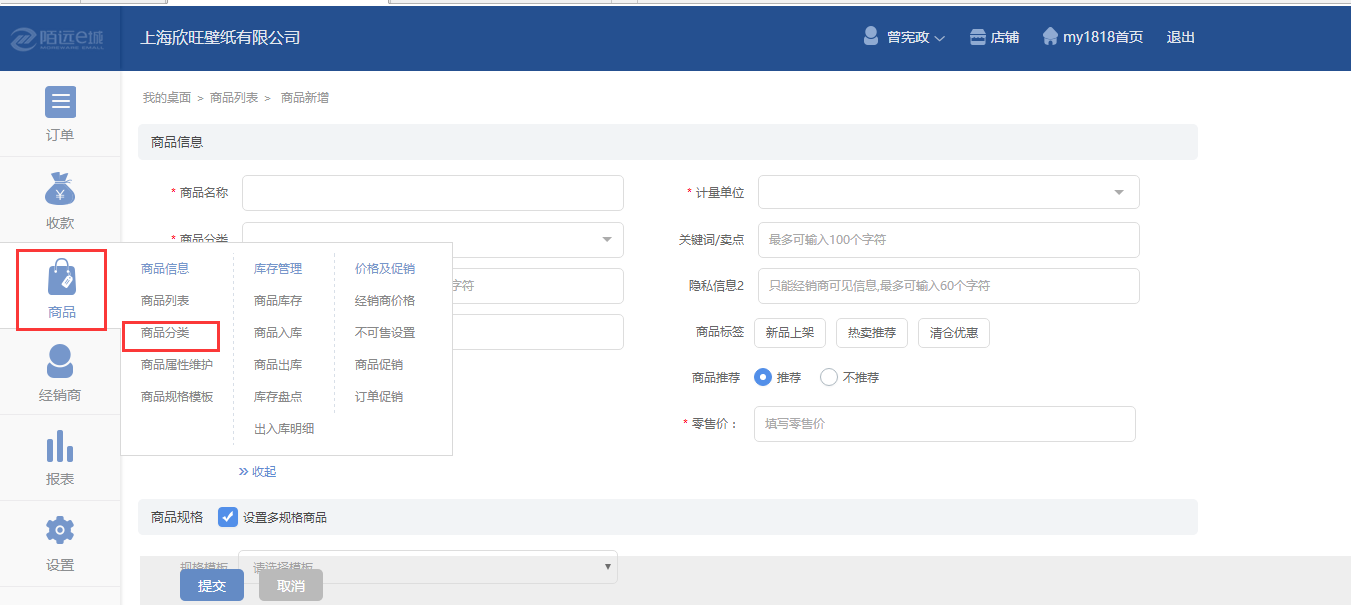 陌远e城
上海欣旺壁纸有限公司
曾宪政
店铺
my1818首页
退出
订单
收款
商品
经销商
报表
设置
我的桌面 > 商品列表 > 商品新增
商品信息
* 商品名称
* 计量单位
* 商品分类
关键词/卖点
最多可输入100个字符
字符
隐私信息2
只能经销商可见信息,最多可输入60个字符
商品标签
新品上架
热卖推荐
清仓优惠
商品推荐
推荐
不推荐
* 零售价：
填写零售价
商品信息
商品列表
商品分类
商品属性维护
商品规格模板
库存管理
商品库存
商品入库
商品出库
库存盘点
出入库明细
价格及促销
经销商价格
不可售设置
商品促销
订单促销
» 收起
商品规格
设置多规格商品
规格模板
请选择模板
提交
取消